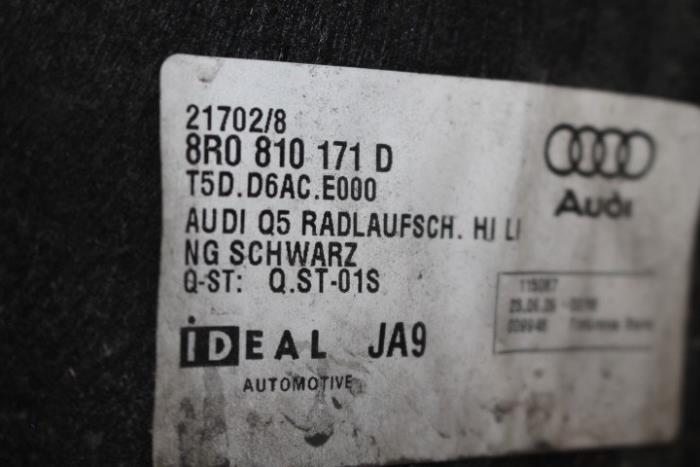 21702/8
8R0 810 171 D
T5D.D6AC.E000
AUDI Q5 RADLAUFSCH. HI LI
NG SCHWARZ
Q-ST: Q.ST-01S
IDEAL JA9
AUTOMOTIVE
Audi
115087